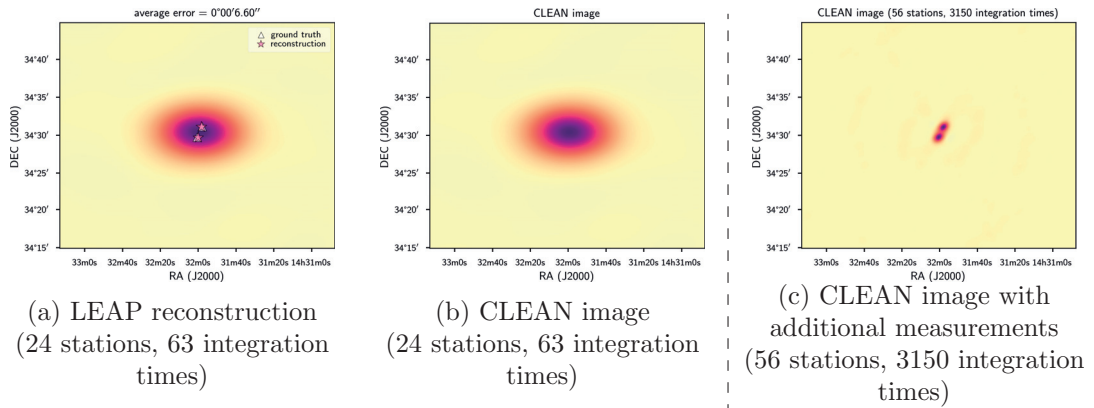 average error = 0°00′6.60′′
△ ground truth
☆ reconstruction
DEC (J2000)
34°40′
34°35′
34°30′
34°25′
34°20′
34°15′
33m0s 32m40s 32m20s 32m0s 31m40s 31m20s 14h31m0s
RA (J2000)
(a) LEAP reconstruction
(24 stations, 63 integration
times)
CLEAN image
DEC (J2000)
34°40′
34°35′
34°30′
34°25′
34°20′
34°15′
33m0s 32m40s 32m20s 32m0s 31m40s 31m20s 14h31m0s
RA (J2000)
(b) CLEAN image
(24 stations, 63 integration
times)
CLEAN image (56 stations, 3150 integration times)
DEC (J2000)
34°40′
34°35′
34°30′
34°25′
34°20′
34°15′
33m0s 32m40s 32m20s 32m0s 31m40s 31m20s 14h31m0s
RA (J2000)
(c) CLEAN image with
additional measurements
(56 stations, 3150 integration
times)